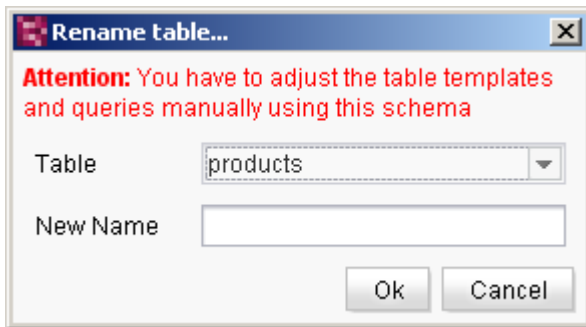 Rename table...
Attention: You have to adjust the table templates
and queries manually using this schema
Table products
New Name
Ok Cancel